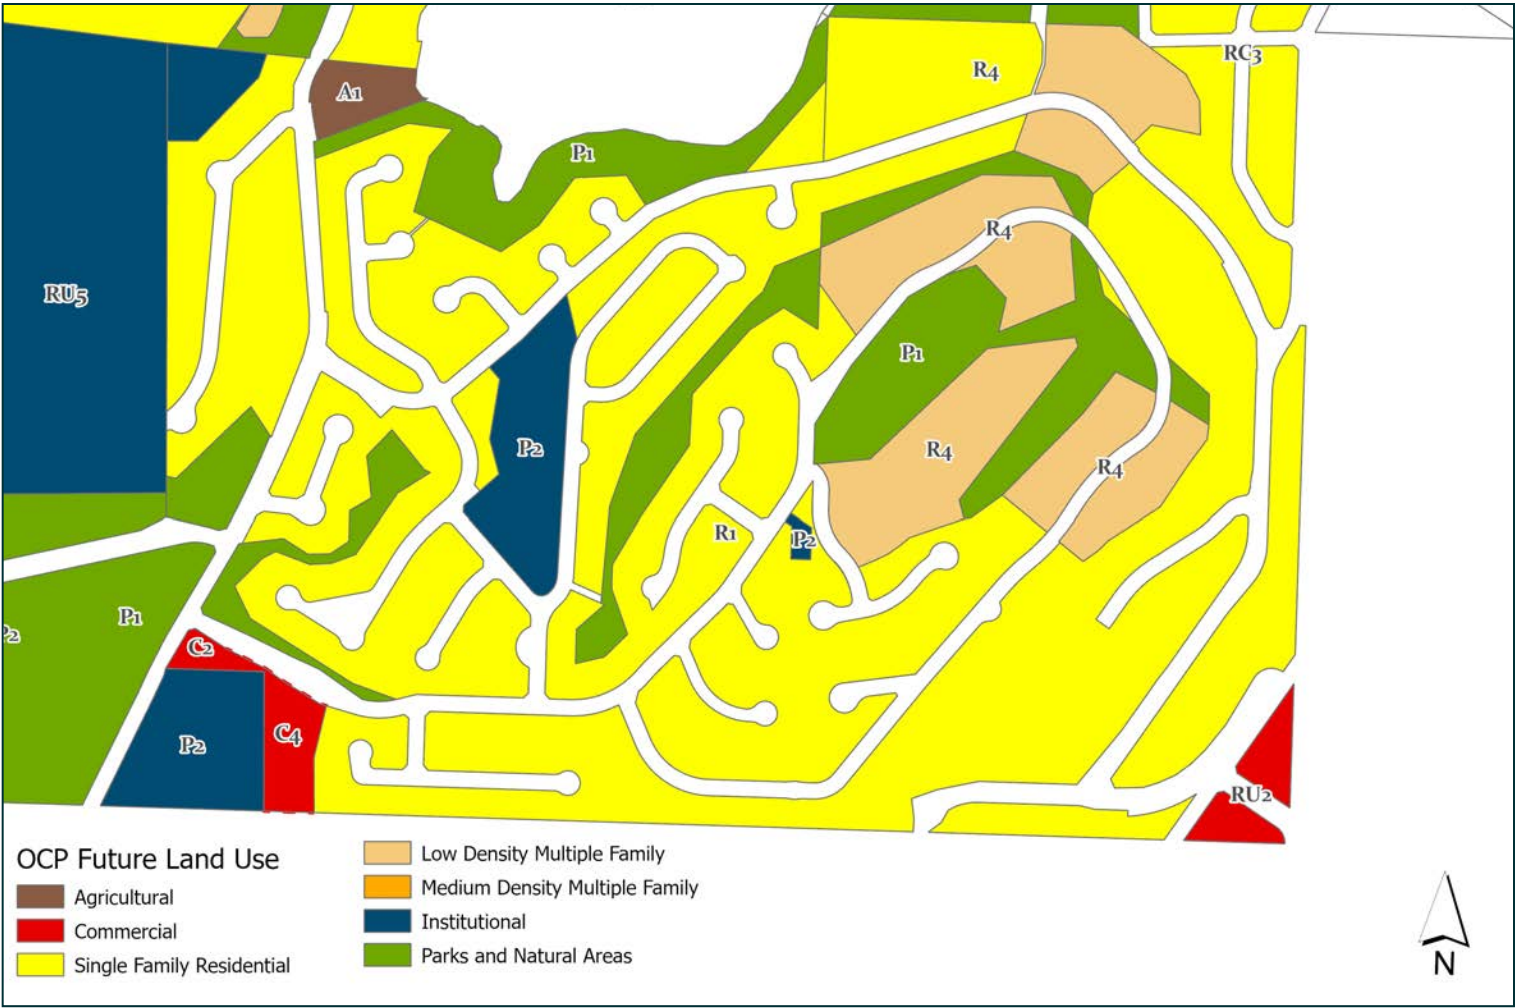 RC3
R4
A1
P1
R4
RU5
P1
P2
R4
R4
R1
P2
P1
P2
C2
C4
P2
RU2
OCP Future Land Use
Agricultural
Commercial
Single Family Residential
Low Density Multiple Family
Medium Density Multiple Family
Institutional
Parks and Natural Areas
N